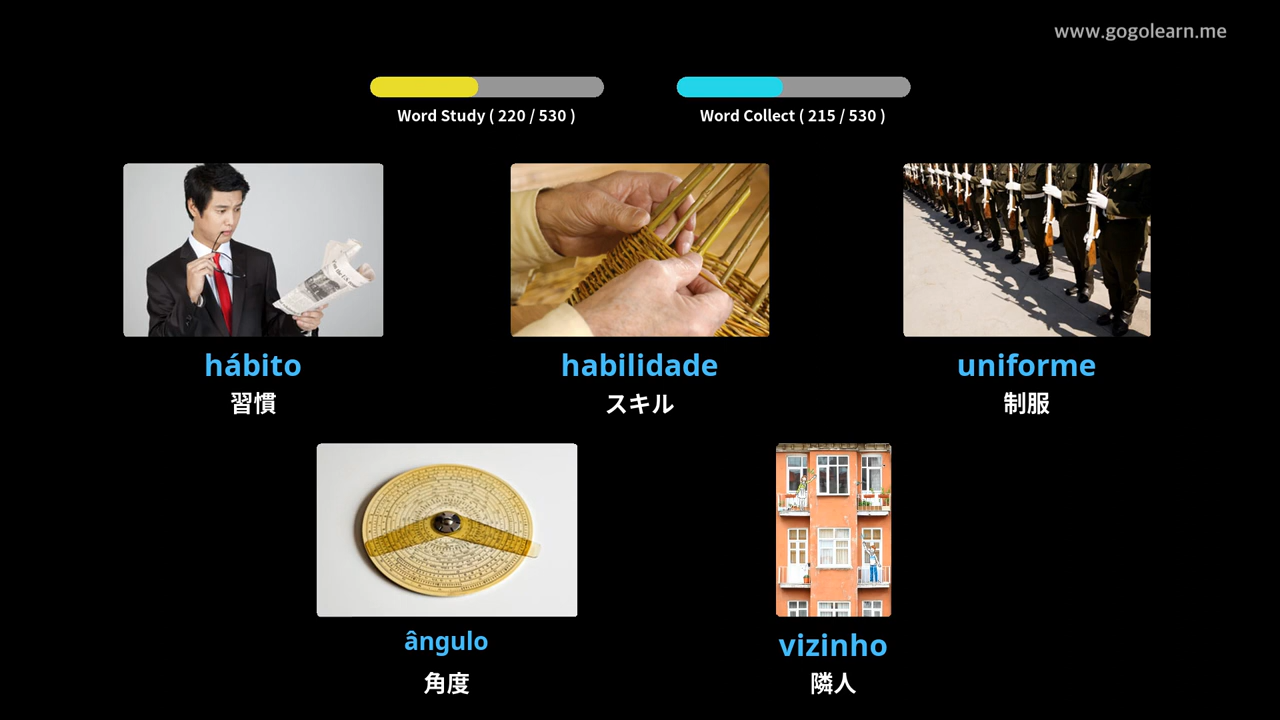 www.gogolearn.me
Word Study ( 220 / 530 )
Word Collect ( 215 / 530 )
hábito
習慣
habilidade
スキル
uniforme
制服
ângulo
角度
vizinho
隣人